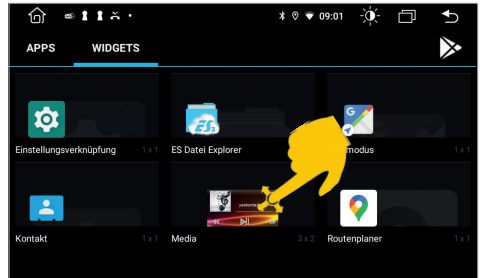 09:01
APPS WIDGETS
Einstellungsverknüpfung 1 x 1 ES Datei Explorer modus 1 x 1
yesterday
Kontakt 1 x 1 Media 3 x 2 Routenplaner 1 x 1